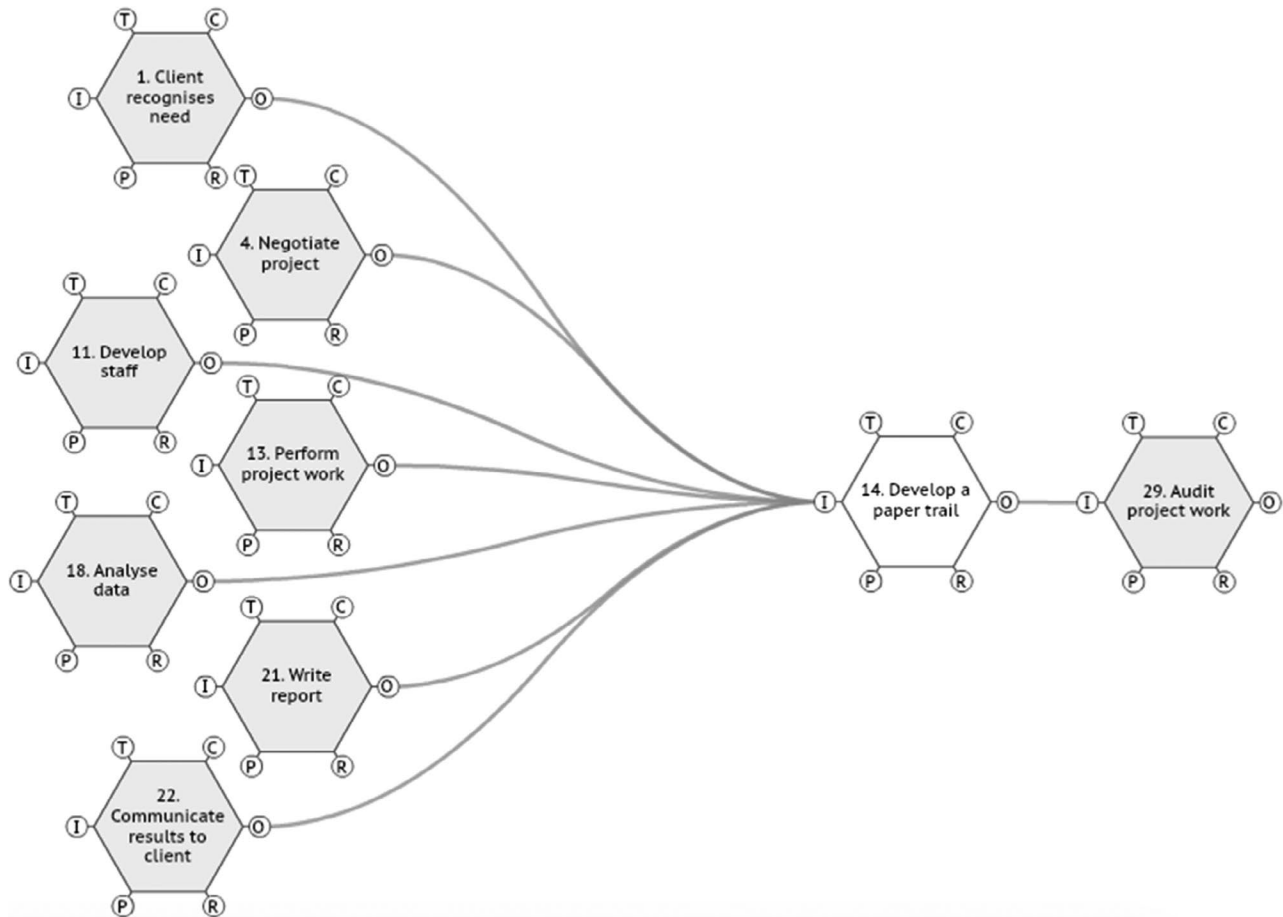 T
C
1. Client
recognises
need
I
O
P
R
T
C
4. Negotiate
project
I
O
P
R
T
C
11. Develop
staff
I
O
P
R
T
C
13. Perform
project work
I
O
P
R
T
C
18. Analyse
data
I
O
P
R
T
C
21. Write
report
I
O
P
R
T
C
22.
Communicate
results to
client
I
O
P
R
T
C
14. Develop a
paper trail
I
O
P
R
T
C
29. Audit
project work
I
O
P
R